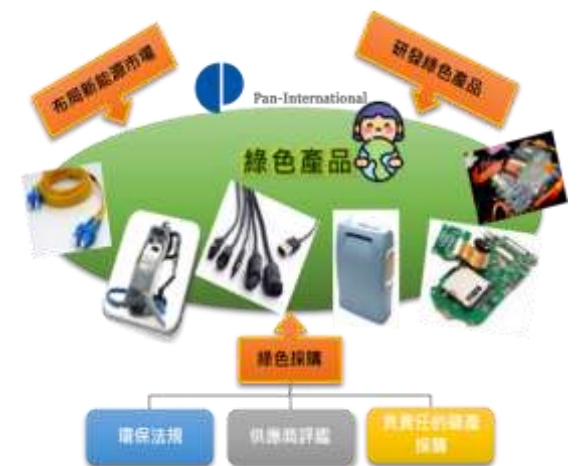 布局新能源市場
研發綠色產品
Pan-International
綠色產品
綠色採購
環保法規
供應商評鑑
負責任的礦產
採購